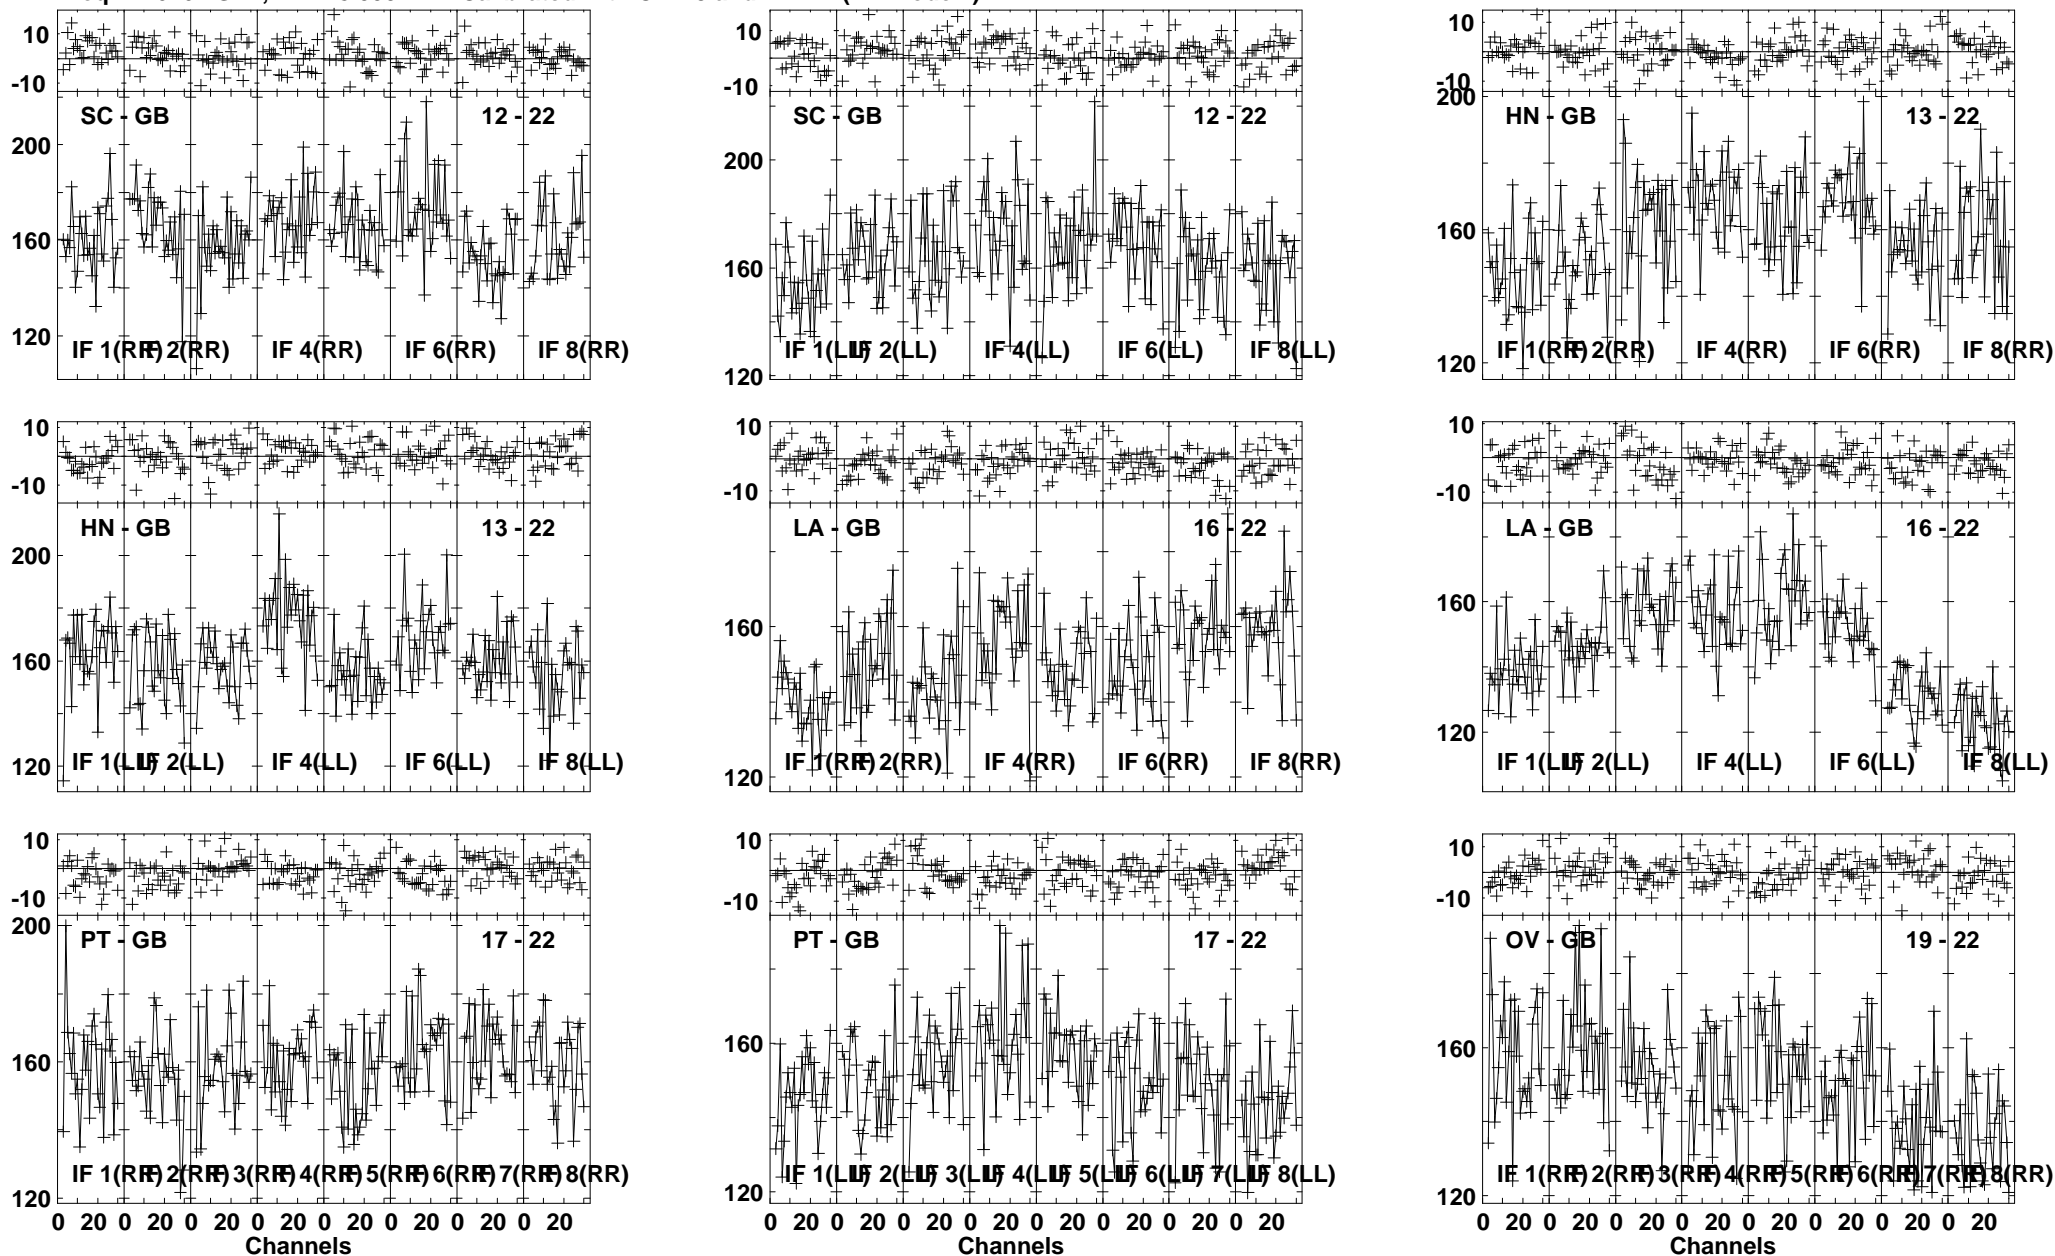 10
-10
SC - GB
12 - 22
200
160
120
IF 1(RR)
IF 2(RR)
IF 4(RR)
IF 6(RR)
IF 8(RR)
10
-10
SC - GB
12 - 22
200
160
120
IF 1(LL)
IF 2(LL)
IF 4(LL)
IF 6(LL)
IF 8(LL)
10
-10
200
HN - GB
13 - 22
160
120
IF 1(RR)
IF 2(RR)
IF 4(RR)
IF 6(RR)
IF 8(RR)
10
-10
HN - GB
13 - 22
200
160
120
IF 1(LL)
IF 2(LL)
IF 4(LL)
IF 6(LL)
IF 8(LL)
10
-10
LA - GB
16 - 22
160
120
IF 1(RR)
IF 2(RR)
IF 4(RR)
IF 6(RR)
IF 8(RR)
10
-10
LA - GB
16 - 22
160
120
IF 1(LL)
IF 2(LL)
IF 4(LL)
IF 6(LL)
IF 8(LL)
10
-10
200
PT - GB
17 - 22
160
120
IF 1(RR)
IF 2(RR)
IF 3(RR)
IF 4(RR)
IF 5(RR)
IF 6(RR)
IF 7(RR)
IF 8(RR)
0 20 0 20 0 20 0 20 0 20 0 20 0 20 0 20
Channels
10
-10
PT - GB
17 - 22
160
120
IF 1(LL)
IF 2(LL)
IF 3(LL)
IF 4(LL)
IF 5(LL)
IF 6(LL)
IF 7(LL)
IF 8(LL)
0 20 0 20 0 20 0 20 0 20 0 20 0 20 0 20
Channels
10
-10
OV - GB
19 - 22
160
120
IF 1(RR)
IF 2(RR)
IF 3(RR)
IF 4(RR)
IF 5(RR)
IF 6(RR)
IF 7(RR)
IF 8(RR)
0 20 0 20 0 20 0 20 0 20 0 20 0 20 0 20
Channels